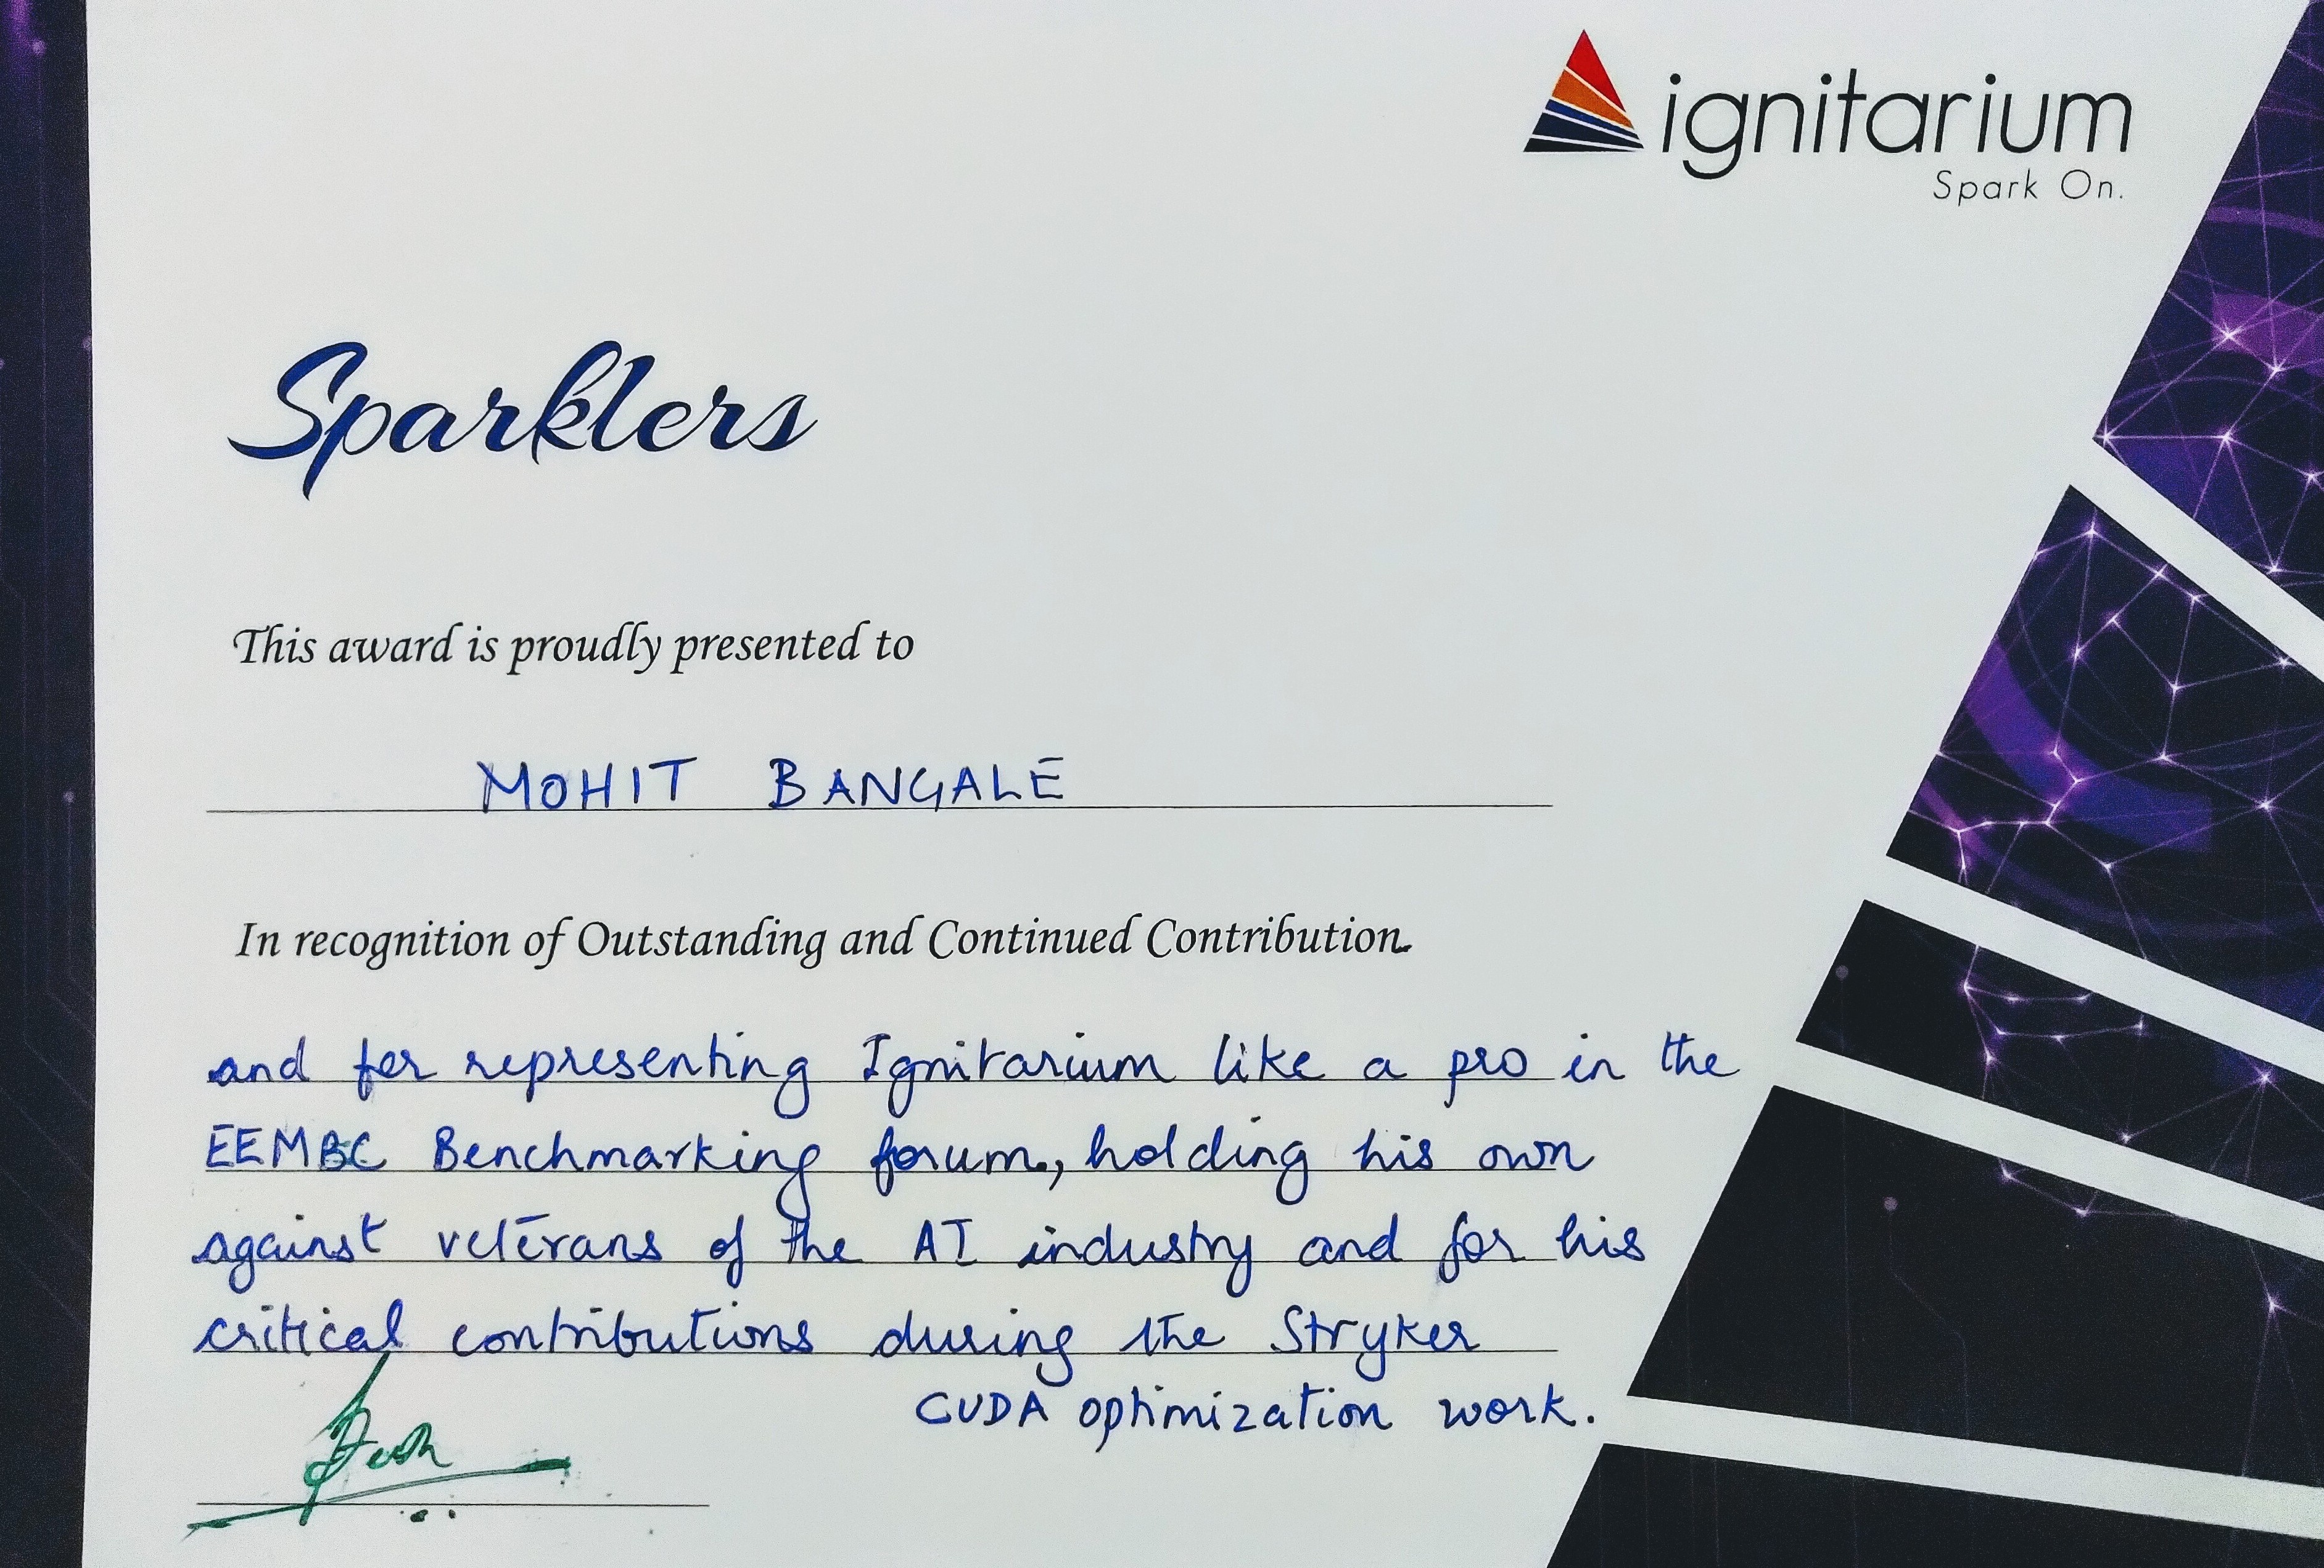 ignitarium
Spark On.
Sparklers
This award is proudly presented to
MOHIT BANGALE
In recognition of Outstanding and Continued Contribution.
and for representing Ignitarium like a pro in the
EEMBC Benchmarking forum, holding his own
against veterans of the AI industry and for his
critical contributions during the Stryker
CUDA optimization work.